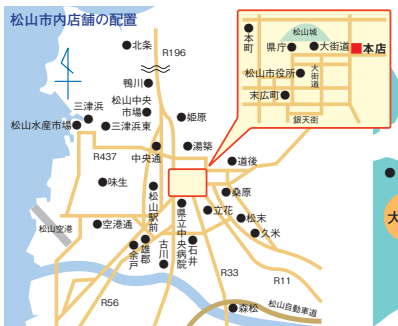 松山市内店舗の配置
北条
R196
鴨川
三津浜
松山中央
市場
松山水産市場
三津浜東
姫原
湯築
中央通
R437
道後
味生
松山駅前
桑原
空港通
松山空港
県立中央病院
立花
松末
久米
石井
雄郡
余戸
古川
R33
R11
R56
森松
松山自動車道
本町
松山城
県庁
大街道
本店
松山市役所
大街道
末広町
銀天街
大